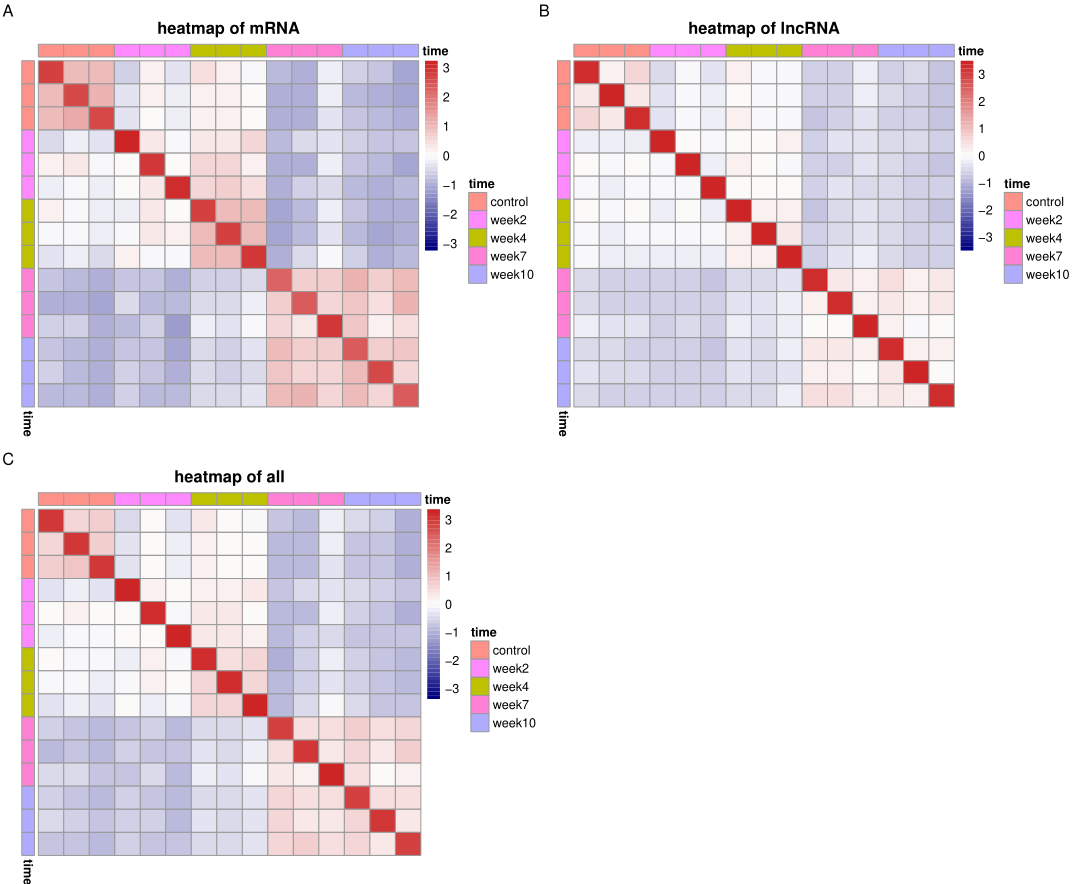 A
heatmap of mRNA
time
3
2
1
0
−1
−2
−3
time
control
week2
week4
week7
week10
time
B
heatmap of lncRNA
time
3
2
1
0
−1
−2
−3
time
control
week2
week4
week7
week10
time
C
heatmap of all
time
3
2
1
0
−1
−2
−3
time
control
week2
week4
week7
week10
time